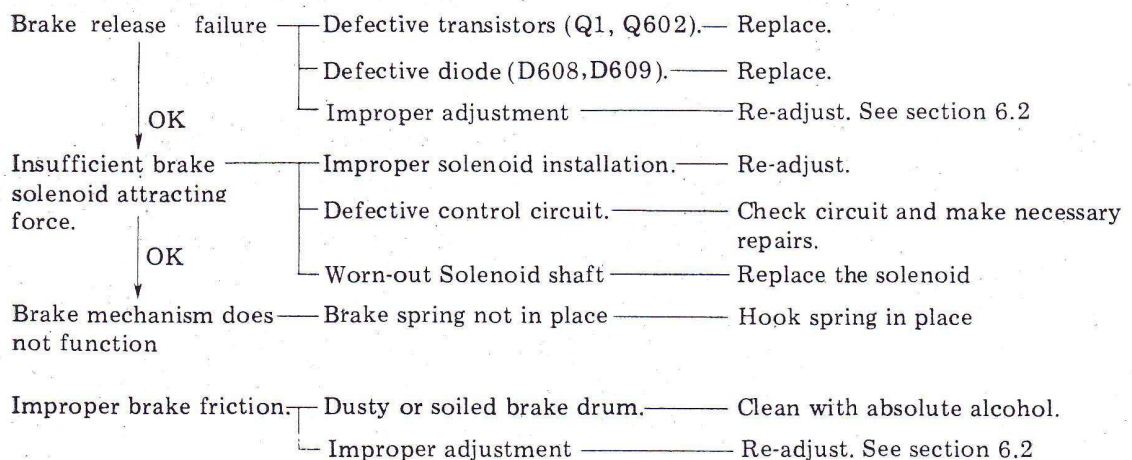 Brake release failure Defective transistors (Q1, Q602). Replace.
Defective diode (D608,D609). Replace.
Improper adjustment Re-adjust. See section 6.2
OK
Insufficient brake Improper solenoid installation. Re-adjust.
solenoid attracting
force. Defective control circuit. Check circuit and make necessary
repairs.
OK
Worn-out Solenoid shaft Replace the solenoid
Brake mechanism does Brake spring not in place Hook spring in place
not function
Improper brake friction. Dusty or soiled brake drum. Clean with absolute alcohol.
Improper adjustment Re-adjust. See section 6.2